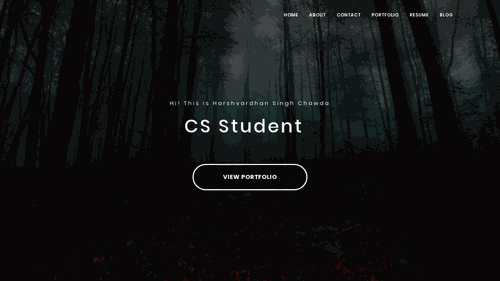 HOME ABOUT CONTACT PORTFOLIO RESUME BLOG
Hi! This is Harshvardhan Singh Chawda
CS Student
VIEW PORTFOLIO